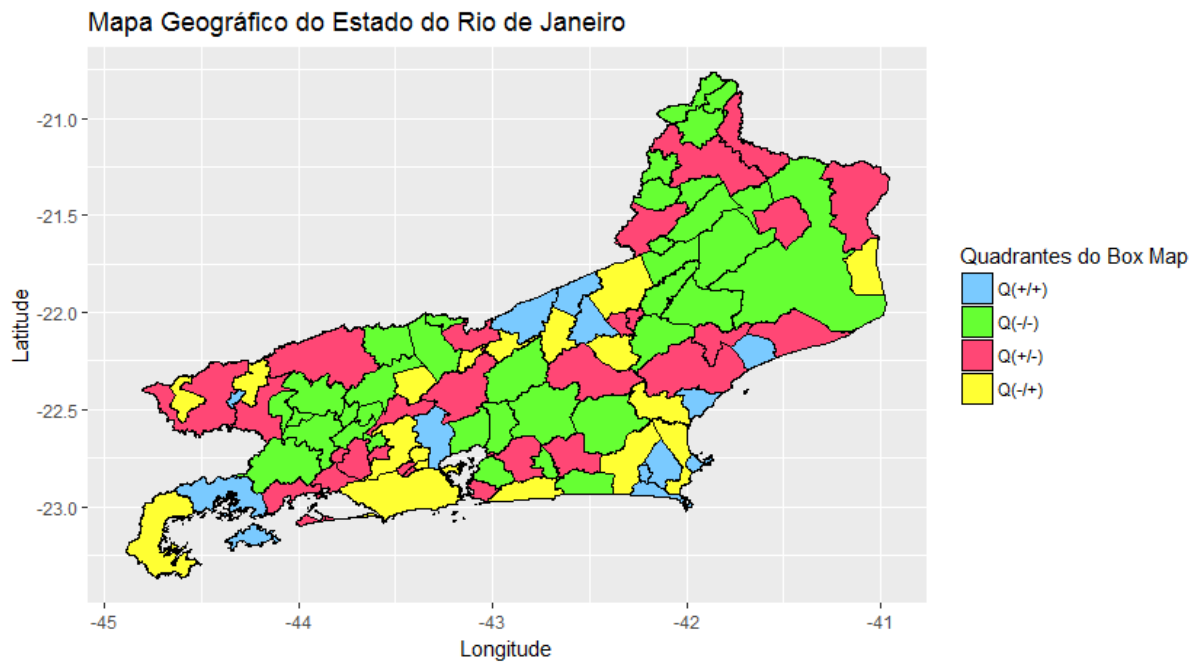 Mapa Geográfico do Estado do Rio de Janeiro
-21.0
-21.5
-22.0
-22.5
-23.0
Latitude
-45 -44 -43 -42 -41
Longitude
Quadrantes do Box Map
Q(+/+)
Q(-/-)
Q(+/-)
Q(-/+)